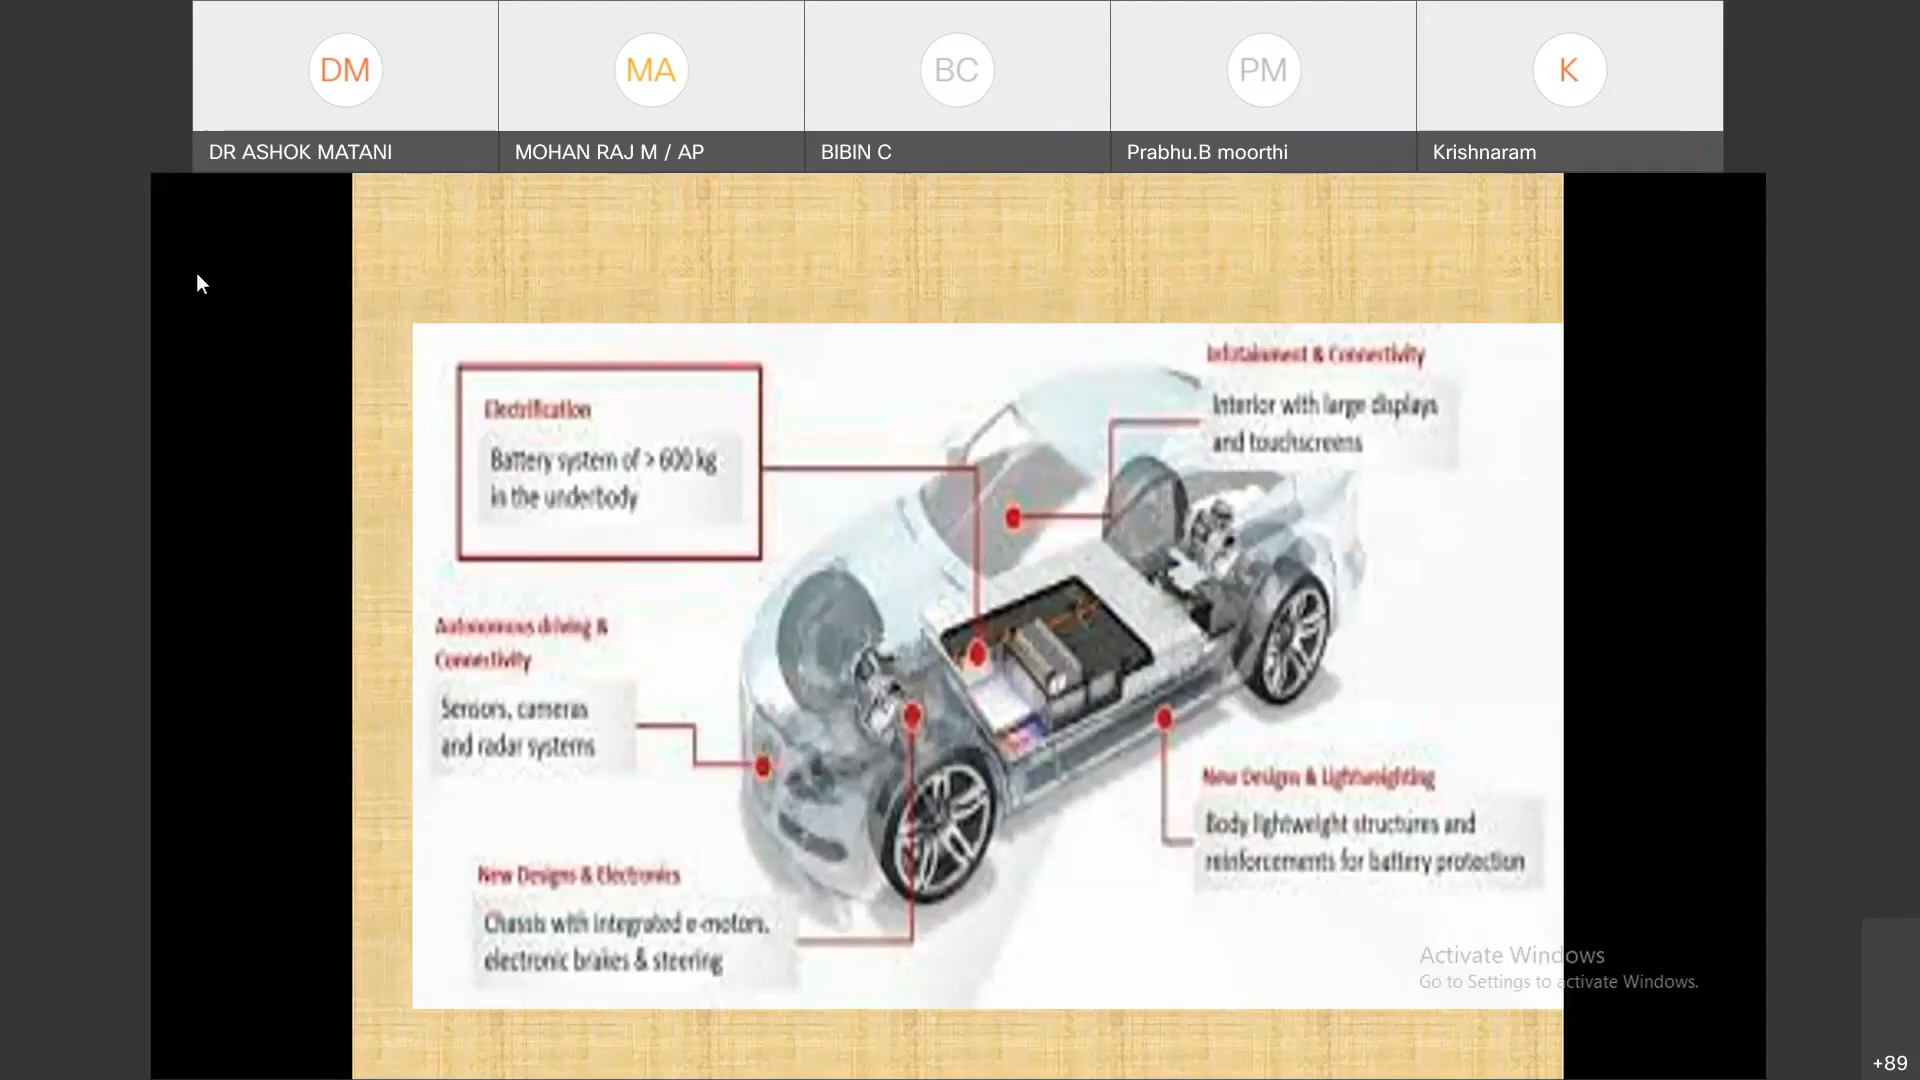 DM
MA
BC
PM
K
DR ASHOK MATANI
MOHAN RAJ M / AP
BIBIN C
Prabhu.B moorthi
Krishnaram
Electrification
Battery system of > 600 kg
in the underbody
Infotainment & Connectivity
Interior with large displays
and touchscreens
Autonomous driving &
Connectivity
Sensors, cameras
and radar systems
New Designs & Lightweighting
Body lightweight structures and
reinforcements for battery protection
New Designs & Electronics
Chassis with integrated e-motors,
electronic brakes & steering
Activate Windows
Go to Settings to activate Windows.
+89